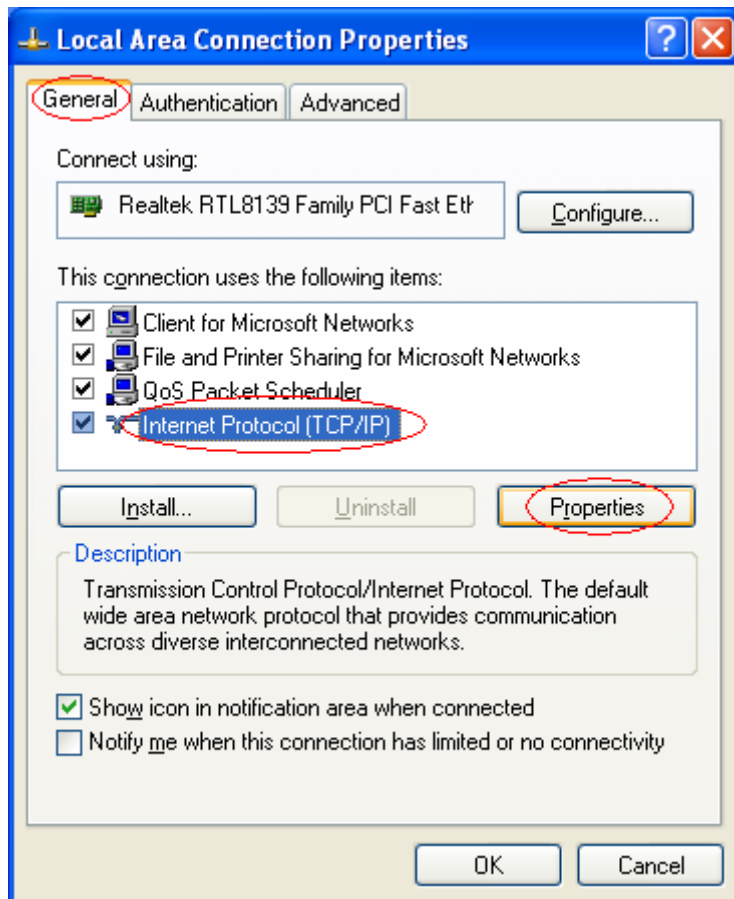 Local Area Connection Properties
General Authentication Advanced
Connect using:
Realtek RTL8139 Family PCI Fast Eth
Configure...
This connection uses the following items:
Client for Microsoft Networks
File and Printer Sharing for Microsoft Networks
QoS Packet Scheduler
Internet Protocol (TCP/IP)
Install... Uninstall Properties
Description
Transmission Control Protocol/Internet Protocol. The default
wide area network protocol that provides communication
across diverse interconnected networks.
Show icon in notification area when connected
Notify me when this connection has limited or no connectivity
OK Cancel